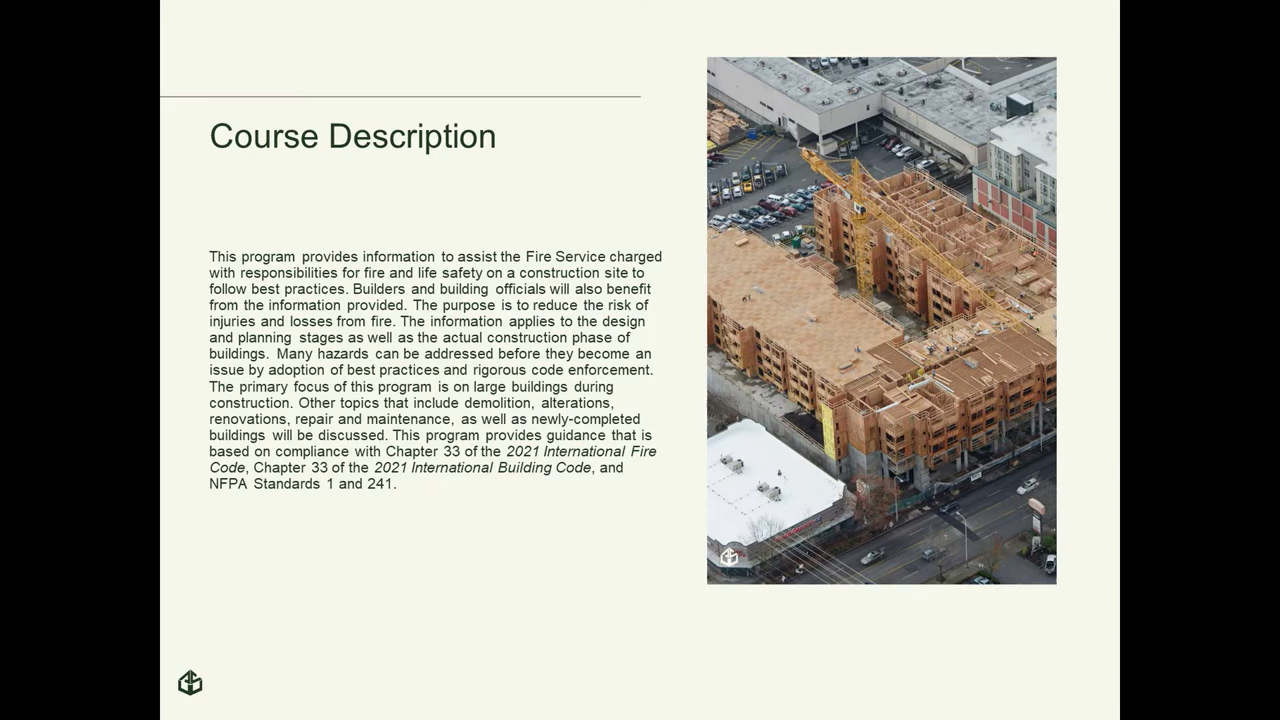 Course Description
This program provides information to assist the Fire Service charged
with responsibilities for fire and life safety on a construction site to
follow best practices. Builders and building officials will also benefit
from the information provided. The purpose is to reduce the risk of
injuries and losses from fire. The information applies to the design
and planning stages as well as the actual construction phase of
buildings. Many hazards can be addressed before they become an
issue by adoption of best practices and rigorous code enforcement.
The primary focus of this program is on large buildings during
construction. Other topics that include demolition, alterations,
renovations, repair and maintenance, as well as newly-completed
buildings will be discussed. This program provides guidance that is
based on compliance with Chapter 33 of the 2021 International Fire
Code, Chapter 33 of the 2021 International Building Code, and
NFPA Standards 1 and 241.